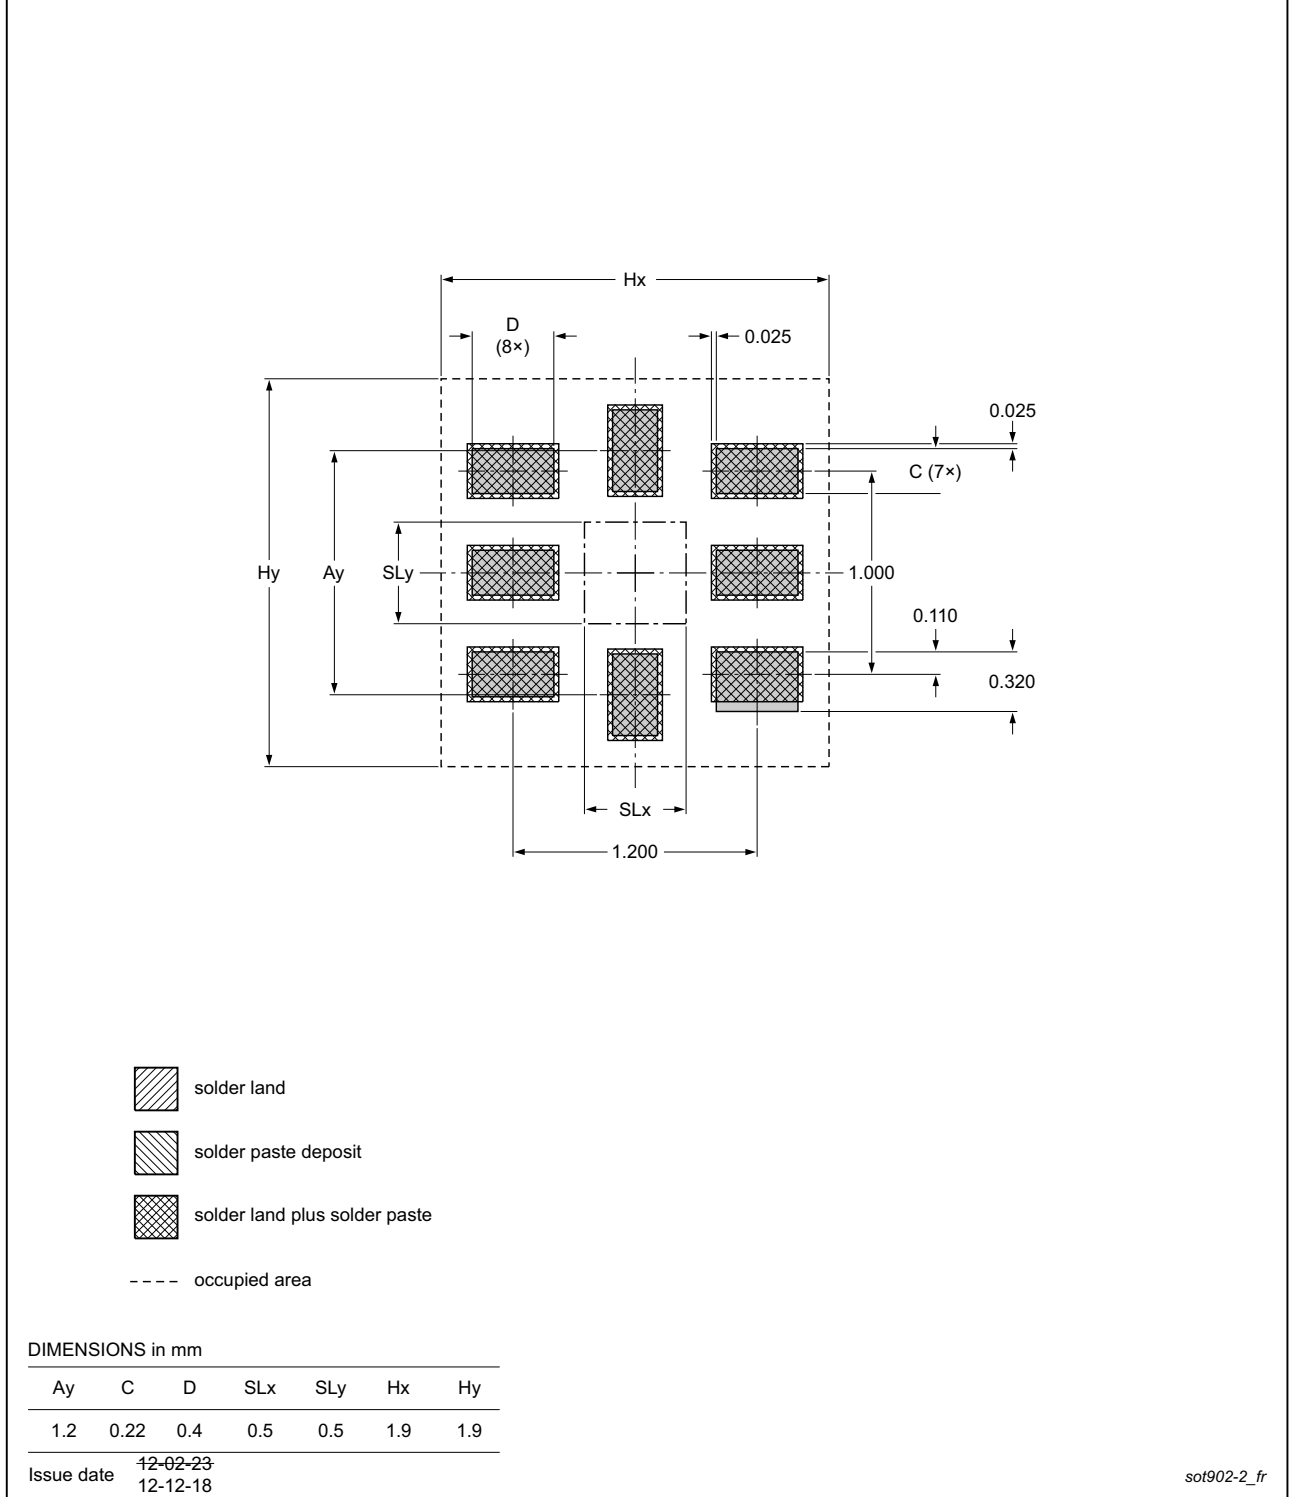 Hx
D
(8×)
0.025
0.025
C (7×)
Hy
Ay
SLy
1.000
0.110
0.320
SLx
1.200
solder land
solder paste deposit
solder land plus solder paste
occupied area
DIMENSIONS in mm
Ay C D SLx SLy Hx Hy
1.2 0.22 0.4 0.5 0.5 1.9 1.9
Issue date 12-02-23
12-12-18
sot902-2_fr